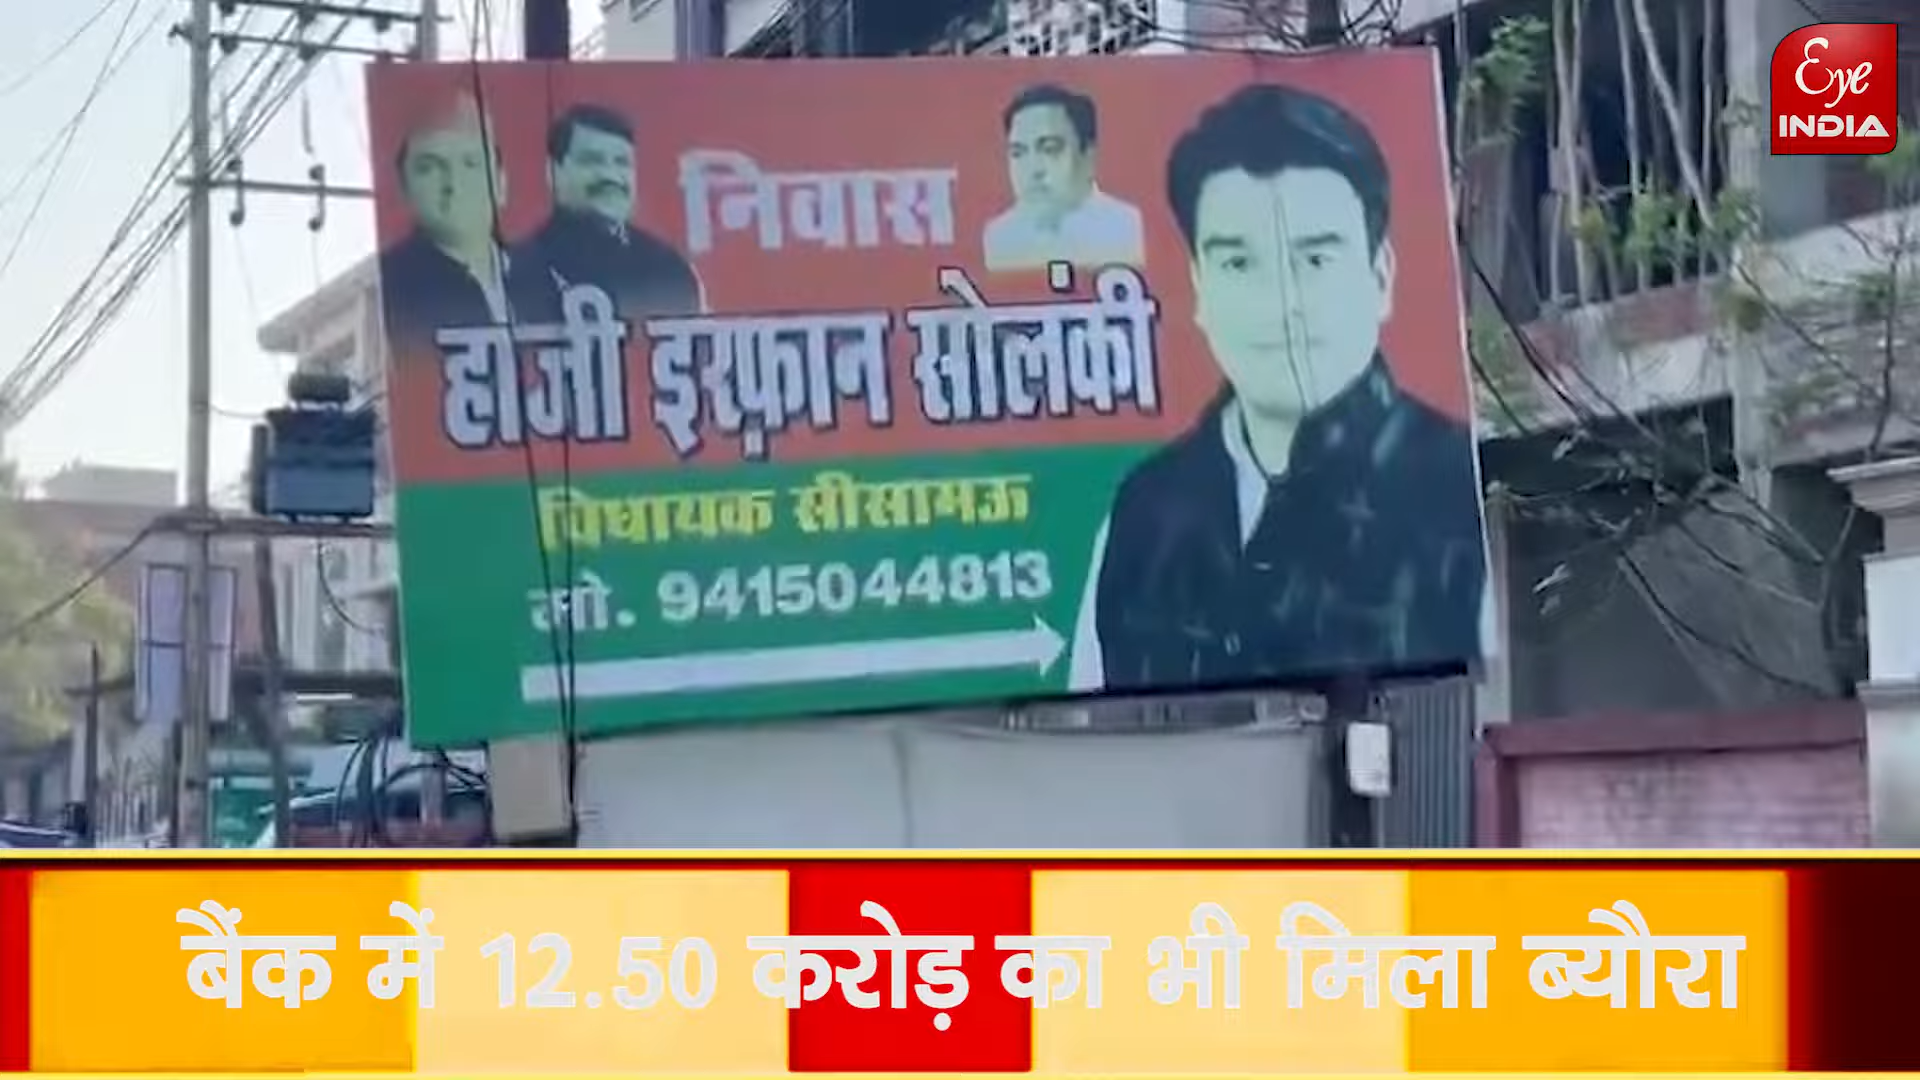 Eye
INDIA
निवास
हाजी इरफ़ान सोलंकी
विधायक सीसामऊ
मो. 9415044813
बैंक में 12.50 करोड़ का भी मिला ब्यौरा